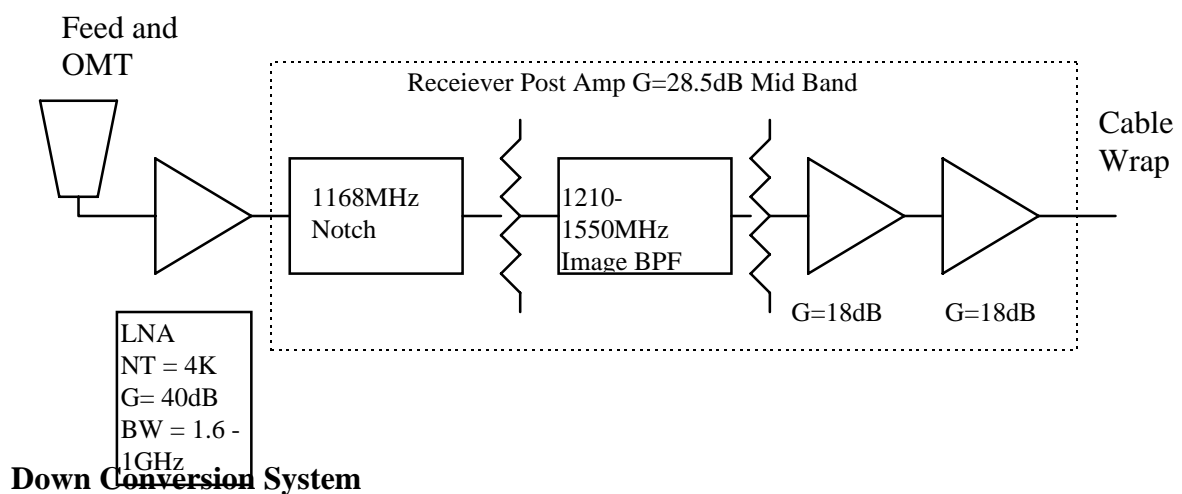 Feed and
OMT
Receiever Post Amp G=28.5dB Mid Band
Cable
Wrap
1168MHz
Notch
1210-
1550MHz
Image BPF
G=18dB
G=18dB
LNA
NT = 4K
G= 40dB
BW = 1.6 -
1GHz
Down Conversion System